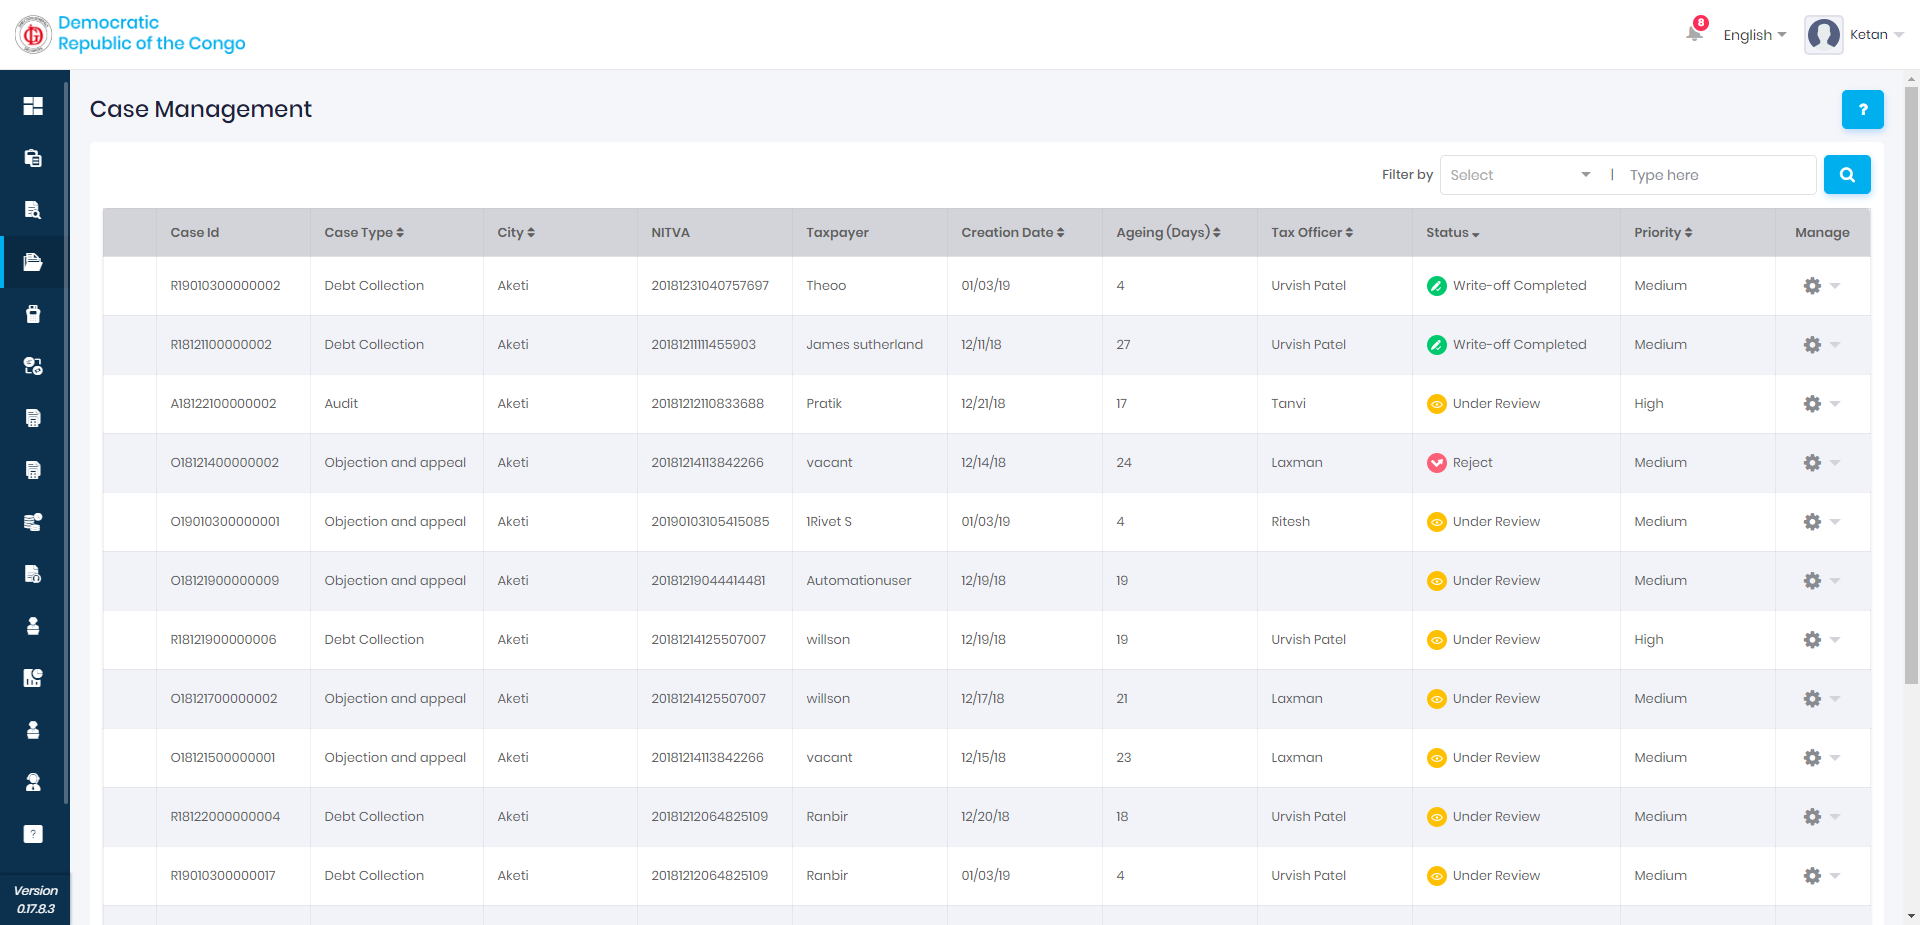 Democratic
Republic of the Congo
8
English
Ketan
Case Management
?
Filter by Select | Type here
Case Id Case Type City NITVA Taxpayer Creation Date Ageing (Days) Tax Officer Status Priority Manage
R19010300000002 Debt Collection Aketi 20181231040757697 Theoo 01/03/19 4 Urvish Patel Write-off Completed Medium
R18121100000002 Debt Collection Aketi 20181211111455903 James sutherland 12/11/18 27 Urvish Patel Write-off Completed Medium
A18122100000002 Audit Aketi 20181212110833688 Pratik 12/21/18 17 Tanvi Under Review High
O18121400000002 Objection and appeal Aketi 20181214113842266 vacant 12/14/18 24 Laxman Reject Medium
O19010300000001 Objection and appeal Aketi 20190103105415085 1Rivet S 01/03/19 4 Ritesh Under Review Medium
O18121900000009 Objection and appeal Aketi 20181219044414481 Automationuser 12/19/18 19 Under Review Medium
R18121900000006 Debt Collection Aketi 20181214125507007 willson 12/19/18 19 Urvish Patel Under Review High
O18121700000002 Objection and appeal Aketi 20181214125507007 willson 12/17/18 21 Laxman Under Review Medium
O18121500000001 Objection and appeal Aketi 20181214113842266 vacant 12/15/18 23 Laxman Under Review Medium
R18122000000004 Debt Collection Aketi 20181212064825109 Ranbir 12/20/18 18 Urvish Patel Under Review Medium
R19010300000017 Debt Collection Aketi 20181212064825109 Ranbir 01/03/19 4 Urvish Patel Under Review Medium
?
Version
0.17.8.3